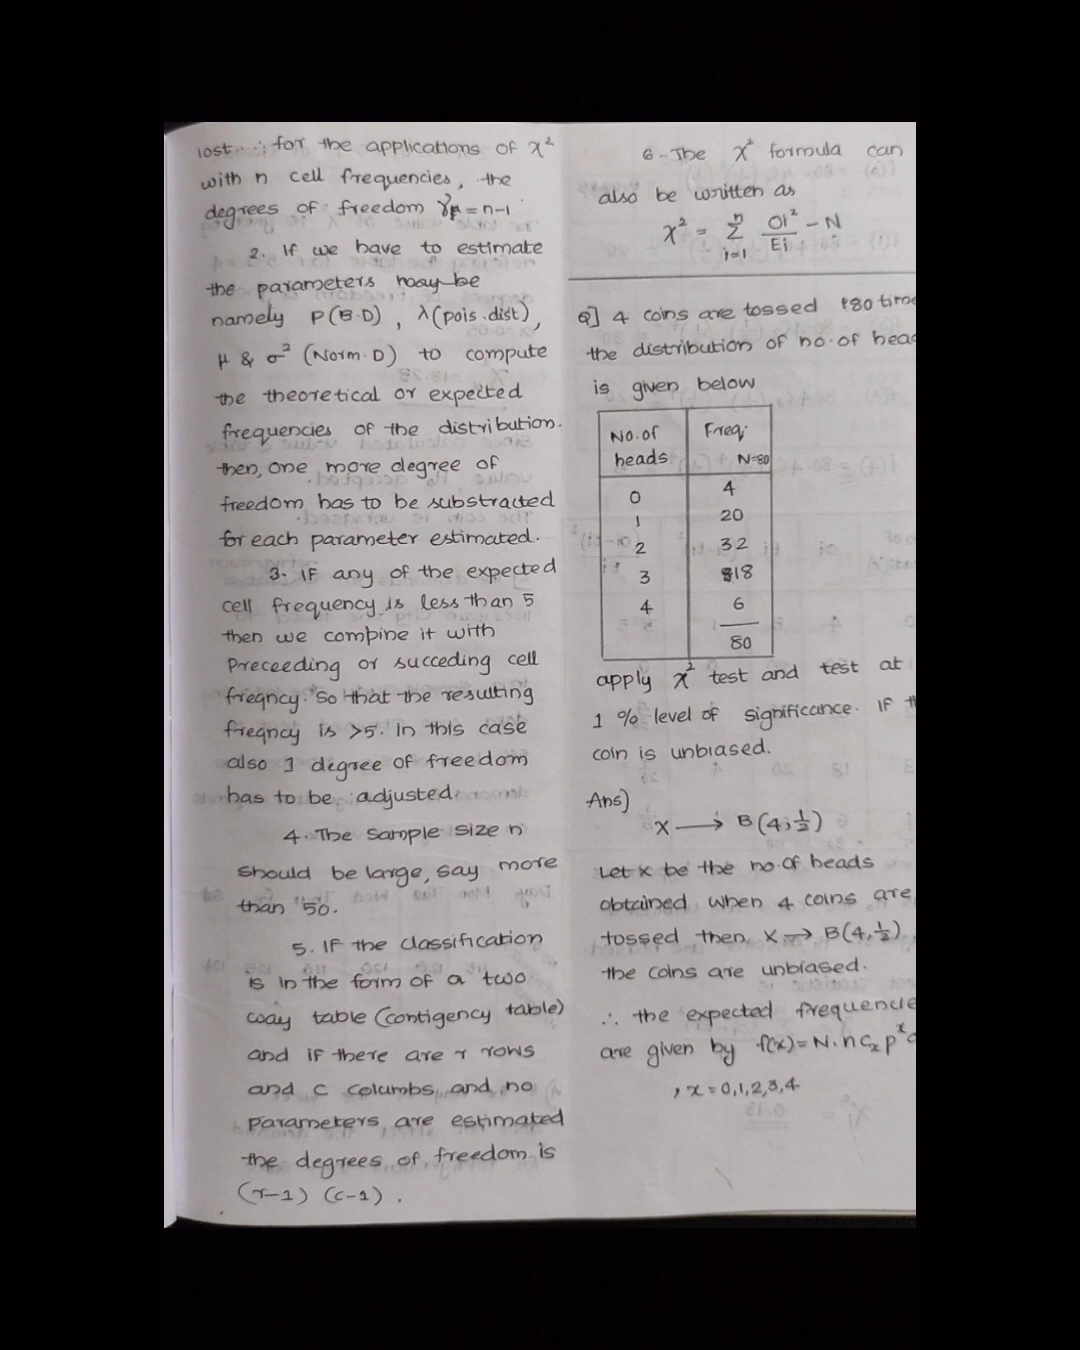 lost. ∴ for the applications of χ²
with n cell frequencies, the
degrees of freedom γ = n-1
2. If we have to estimate
the parameters may be
namely P(B.D), λ(pois.dist),
μ & σ² (Norm.D) to compute
the theoretical or expected
frequencies of the distribution.
then, one more degree of
freedom has to be substracted
for each parameter estimated.
3. If any of the expected
cell frequency is less than 5
then we combine it with
Preceeding or succeding cell
freqncy. So that the resulting
freqncy is >5. In this case
also 1 degree of freedom
has to be adjusted.
4. The sample size n
should be large, say more
than 50.
5. If the classification
is in the form of a two
way table (contigency table)
and if there are r rows
and c columbs, and no
parameters are estimated
the degrees of freedom is
(r-1) (c-1).
6. The χ² formula can
also be written as
χ² = Σ(i=1 to n) Oi²/Ei - N
Q] 4 coins are tossed 80 time
the distribution of no. of hea
is given below
No. of heads | Freq. N=80
0 | 4
1 | 20
2 | 32
3 | 18
4 | 6
80
apply χ² test and test at
1% level of significance. If th
coin is unbiased.
Ans)
X → B(4, 1/2)
Let x be the no. of heads
obtained when 4 coins are
tossed then X → B(4, 1/2)
the coins are unbiased.
∴ the expected frequencie
are given by f(x) = N. nCx p^x
, x = 0,1,2,3,4